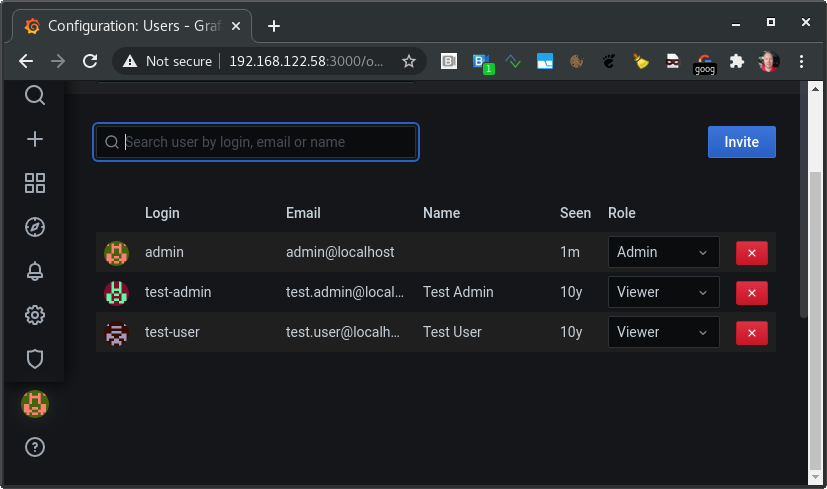 Configuration: Users - Graf
Not secure 192.168.122.58:3000/o...
1
goog
Search user by login, email or name
Invite
Login Email Name Seen Role
admin admin@localhost 1m Admin
test-admin test.admin@local... Test Admin 10y Viewer
test-user test.user@localh... Test User 10y Viewer